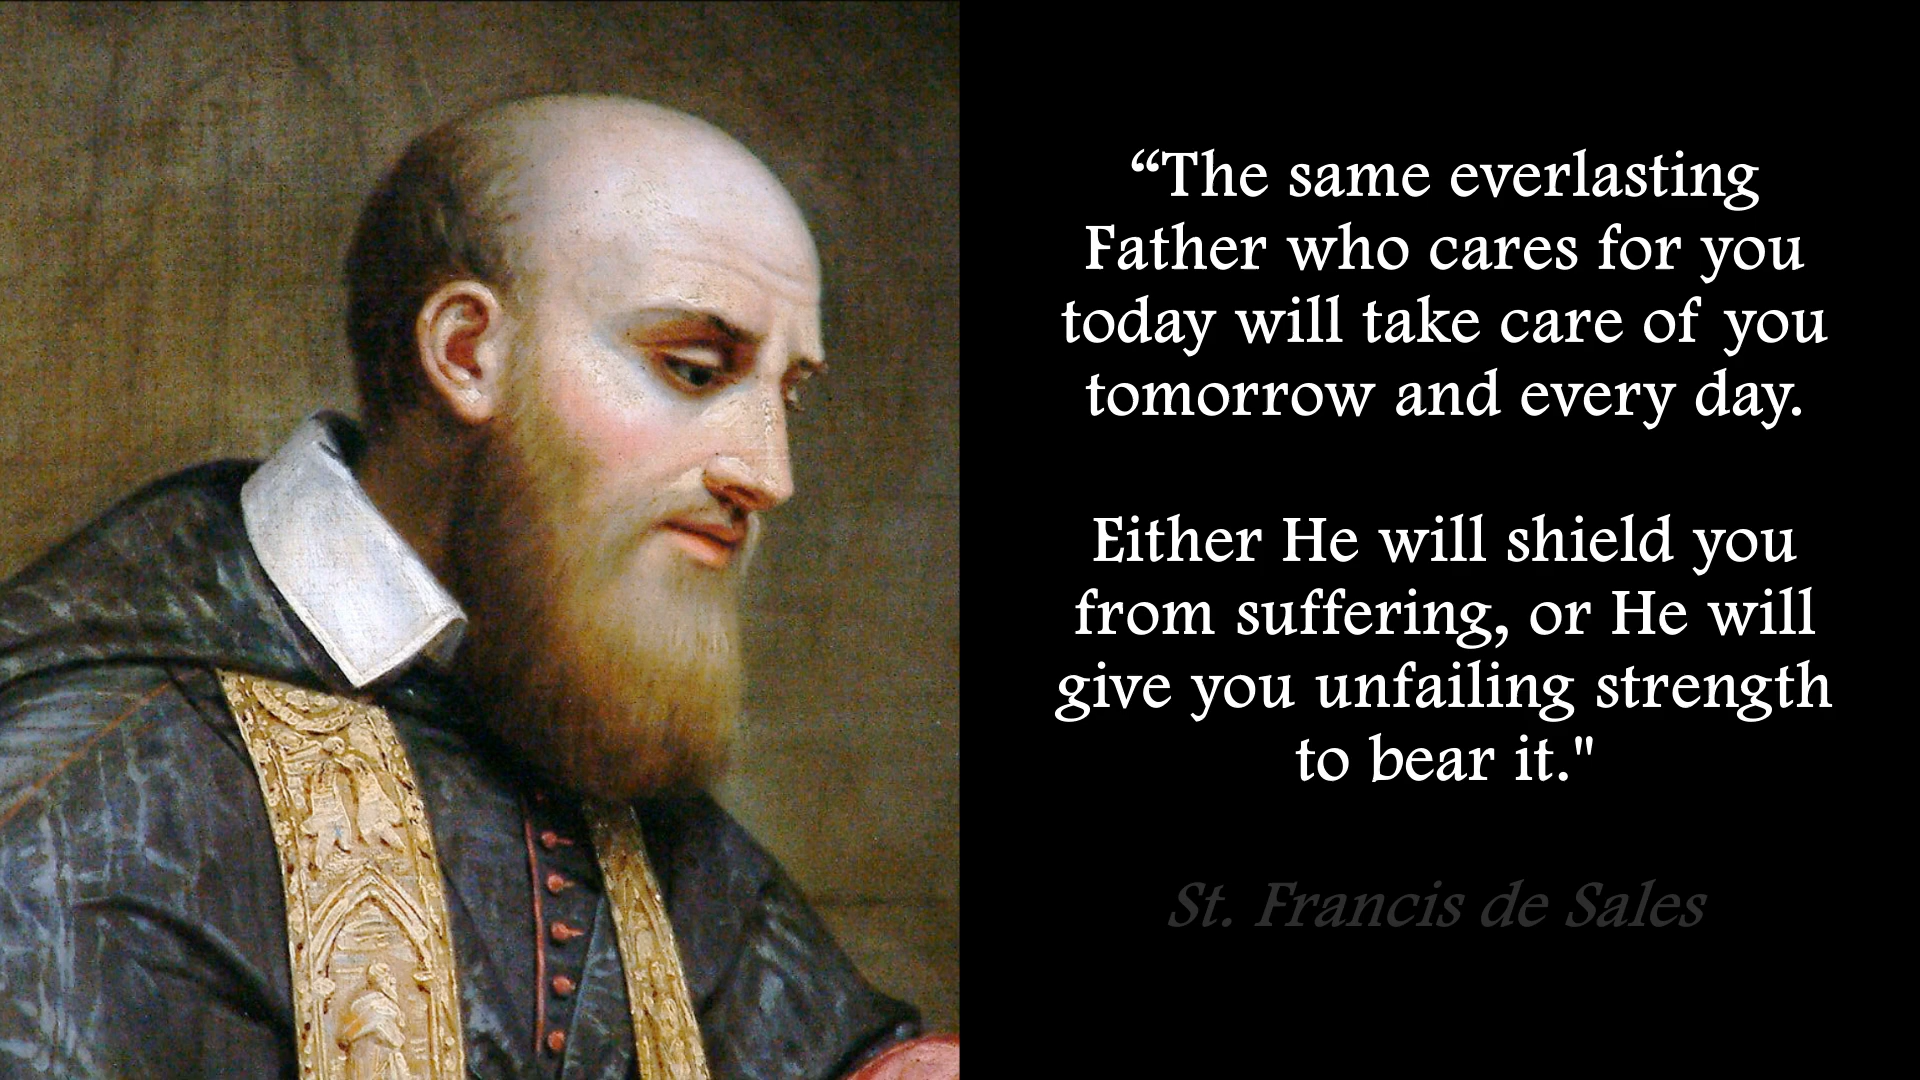 “The same everlasting
Father who cares for you
today will take care of you
tomorrow and every day.
Either He will shield you
from suffering, or He will
give you unfailing strength
to bear it."
St. Francis de Sales